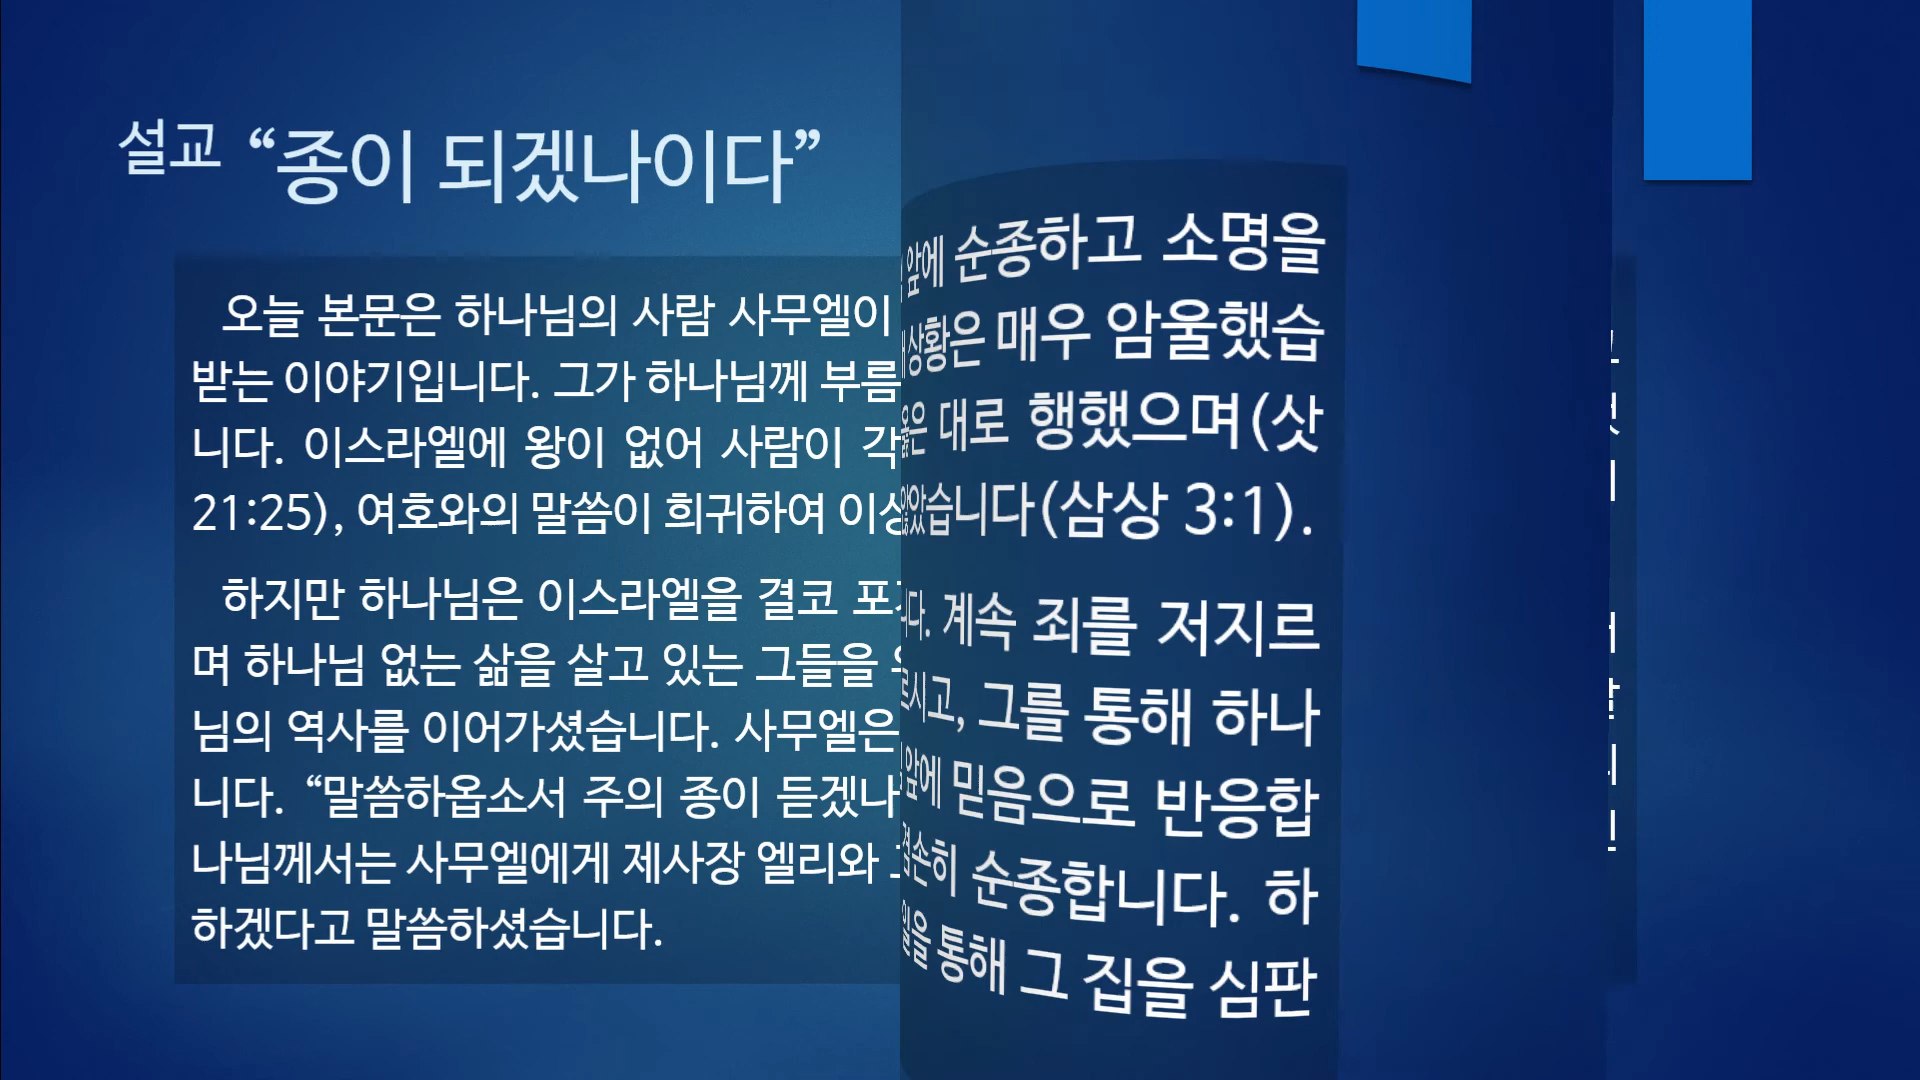 설교 “종이 되겠나이다”
오늘 본문은 하나님의 사람 사무엘이 앞에 순종하고 소명을
받는 이야기입니다. 그가 하나님께 부름 상황은 매우 암울했습
니다. 이스라엘에 왕이 없어 사람이 각 옳은 대로 행했으며(삿
21:25), 여호와의 말씀이 희귀하여 않았습니다(삼상 3:1).
하지만 하나님은 이스라엘을 결코 계속 죄를 저지르
며 하나님 없는 삶을 살고 있는 그들을 그를 통해 하나
님의 역사를 이어가셨습니다. 사무엘은 앞에 믿음으로 반응합
니다. “말씀하옵소서 주의 종이 듣겠나 겸손히 순종합니다. 하
나님께서는 사무엘에게 제사장 엘리와 통해 그 집을 심판
하겠다고 말씀하셨습니다.